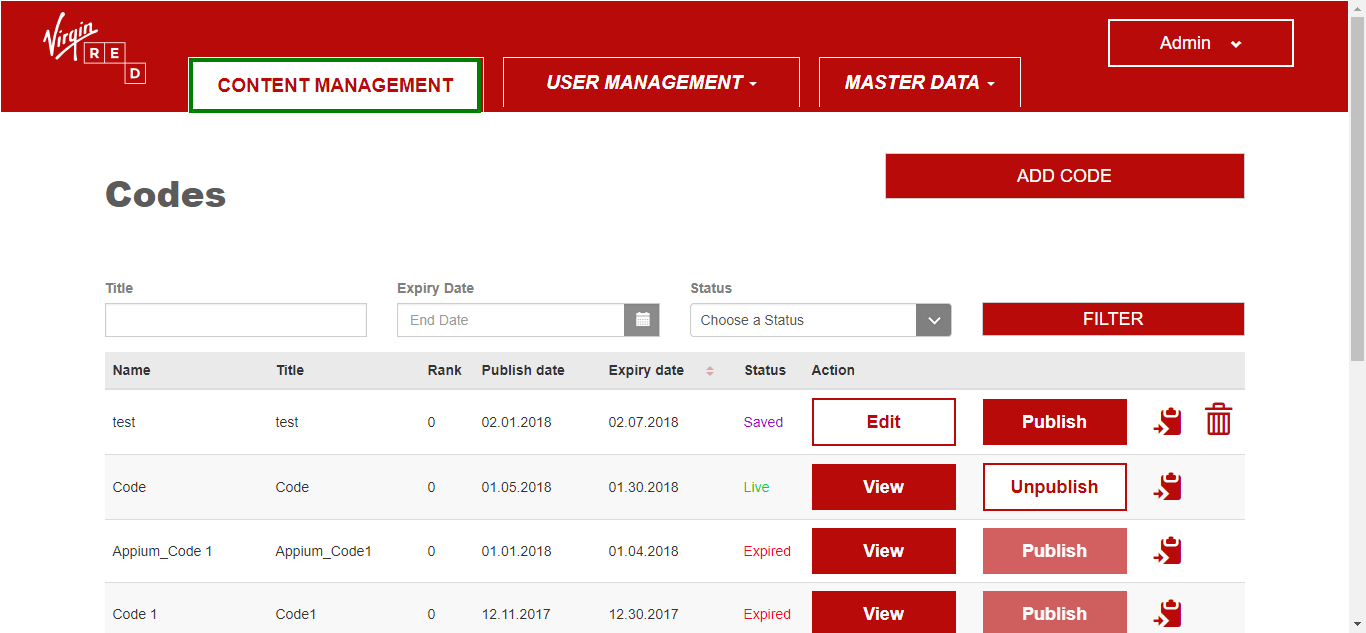 Virgin
RED
Admin
CONTENT MANAGEMENT
USER MANAGEMENT
MASTER DATA
Codes
ADD CODE
Title
Expiry Date
Status
End Date
Choose a Status
FILTER
Name Title Rank Publish date Expiry date Status Action
test test 0 02.01.2018 02.07.2018 Saved Edit Publish
Code Code 0 01.05.2018 01.30.2018 Live View Unpublish
Appium_Code 1 Appium_Code1 0 01.01.2018 01.04.2018 Expired View Publish
Code 1 Code1 0 12.11.2017 12.30.2017 Expired View Publish